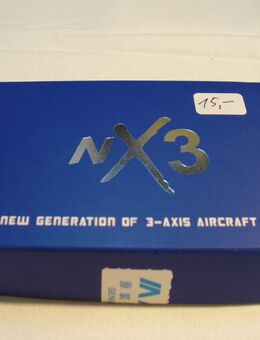 15,-
NX3
NEW GENERATION OF 3-AXIS AIRCRAFT